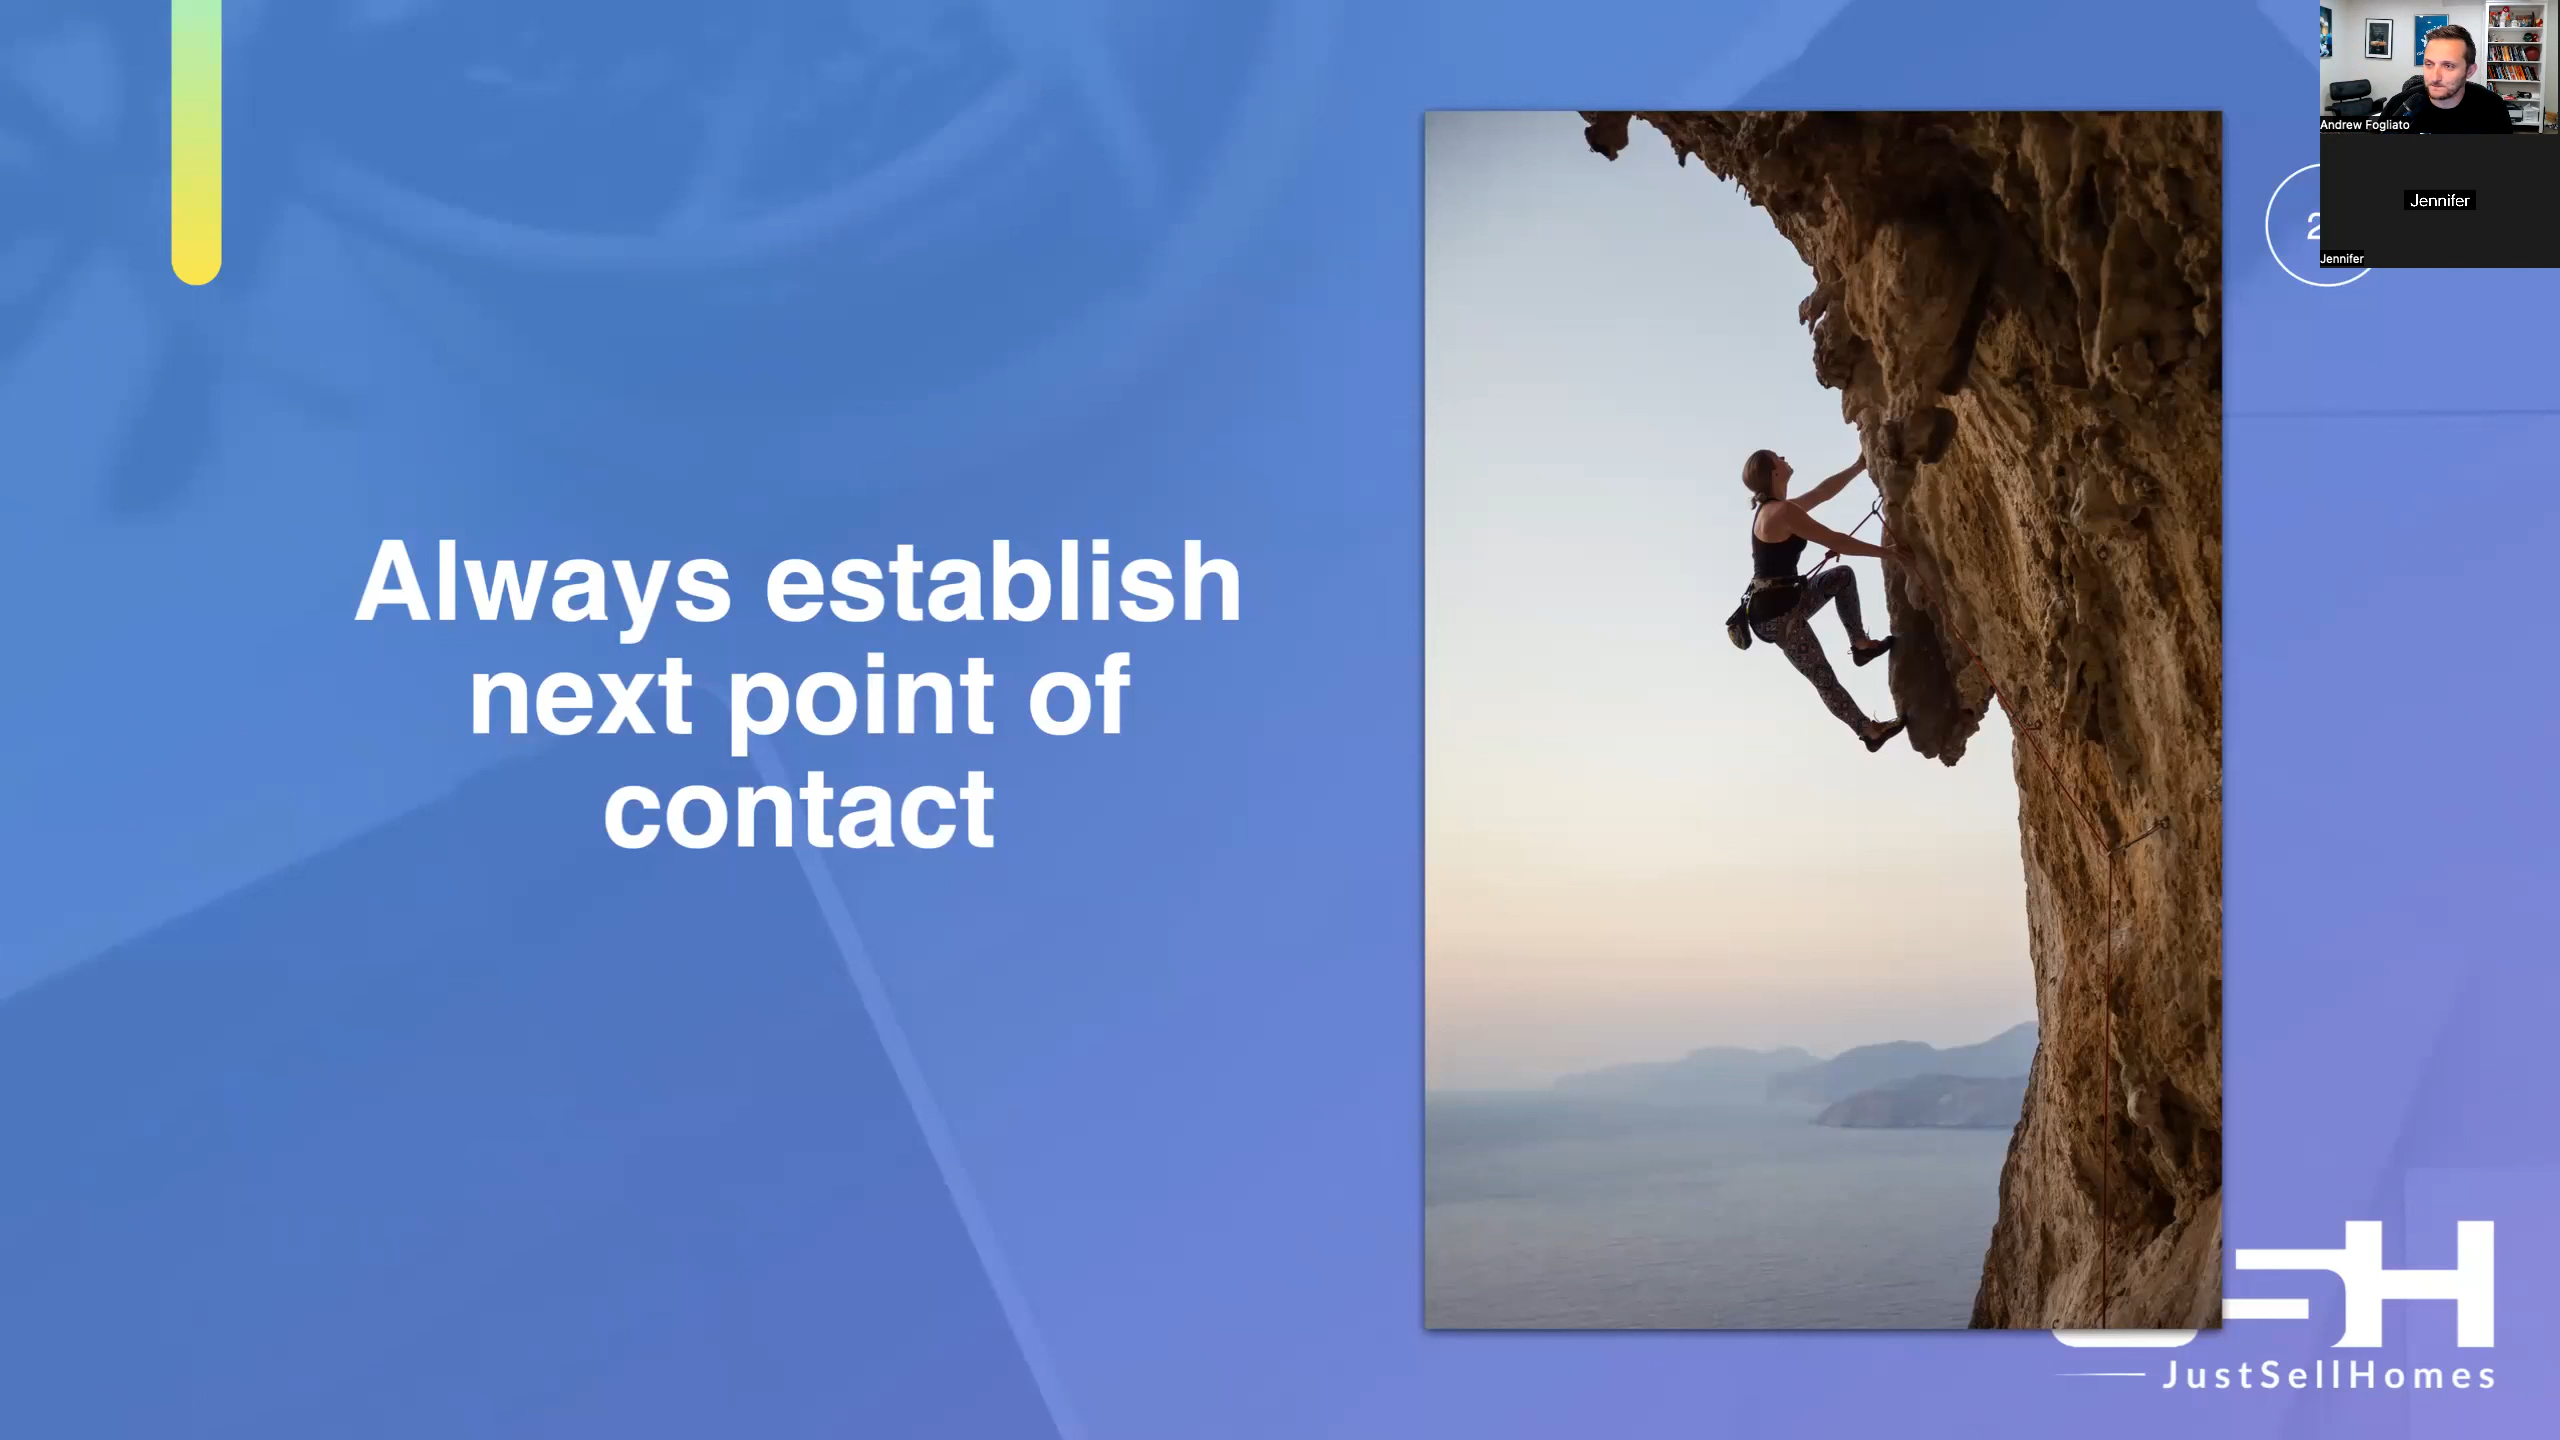 Always establish
next point of
contact
Andrew Fogliato
Jennifer
Jennifer
JustSellHomes